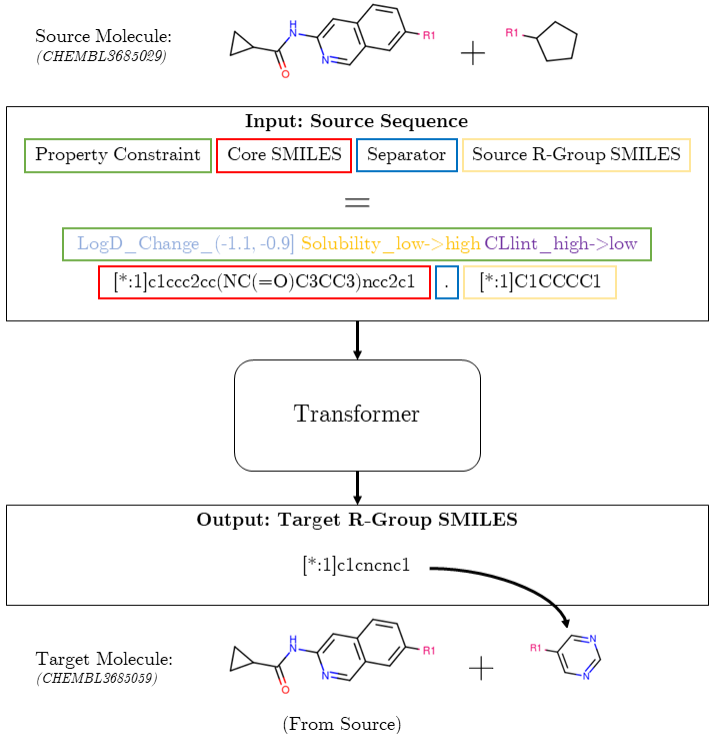 Source Molecule:
(CHEMBL3685029)
H
N
N
O
R1
+
R1
Input: Source Sequence
Property Constraint Core SMILES Separator Source R-Group SMILES
=
LogD_Change_(-1.1, -0.9] Solubility_low->high CLlint_high->low
[*:1]c1ccc2cc(NC(=O)C3CC3)ncc2c1 . [*:1]C1CCCC1
Transformer
Output: Target R-Group SMILES
[*:1]c1cncnc1
Target Molecule:
(CHEMBL3685059)
H
N
N
O
R1
+
R1
N
N
(From Source)